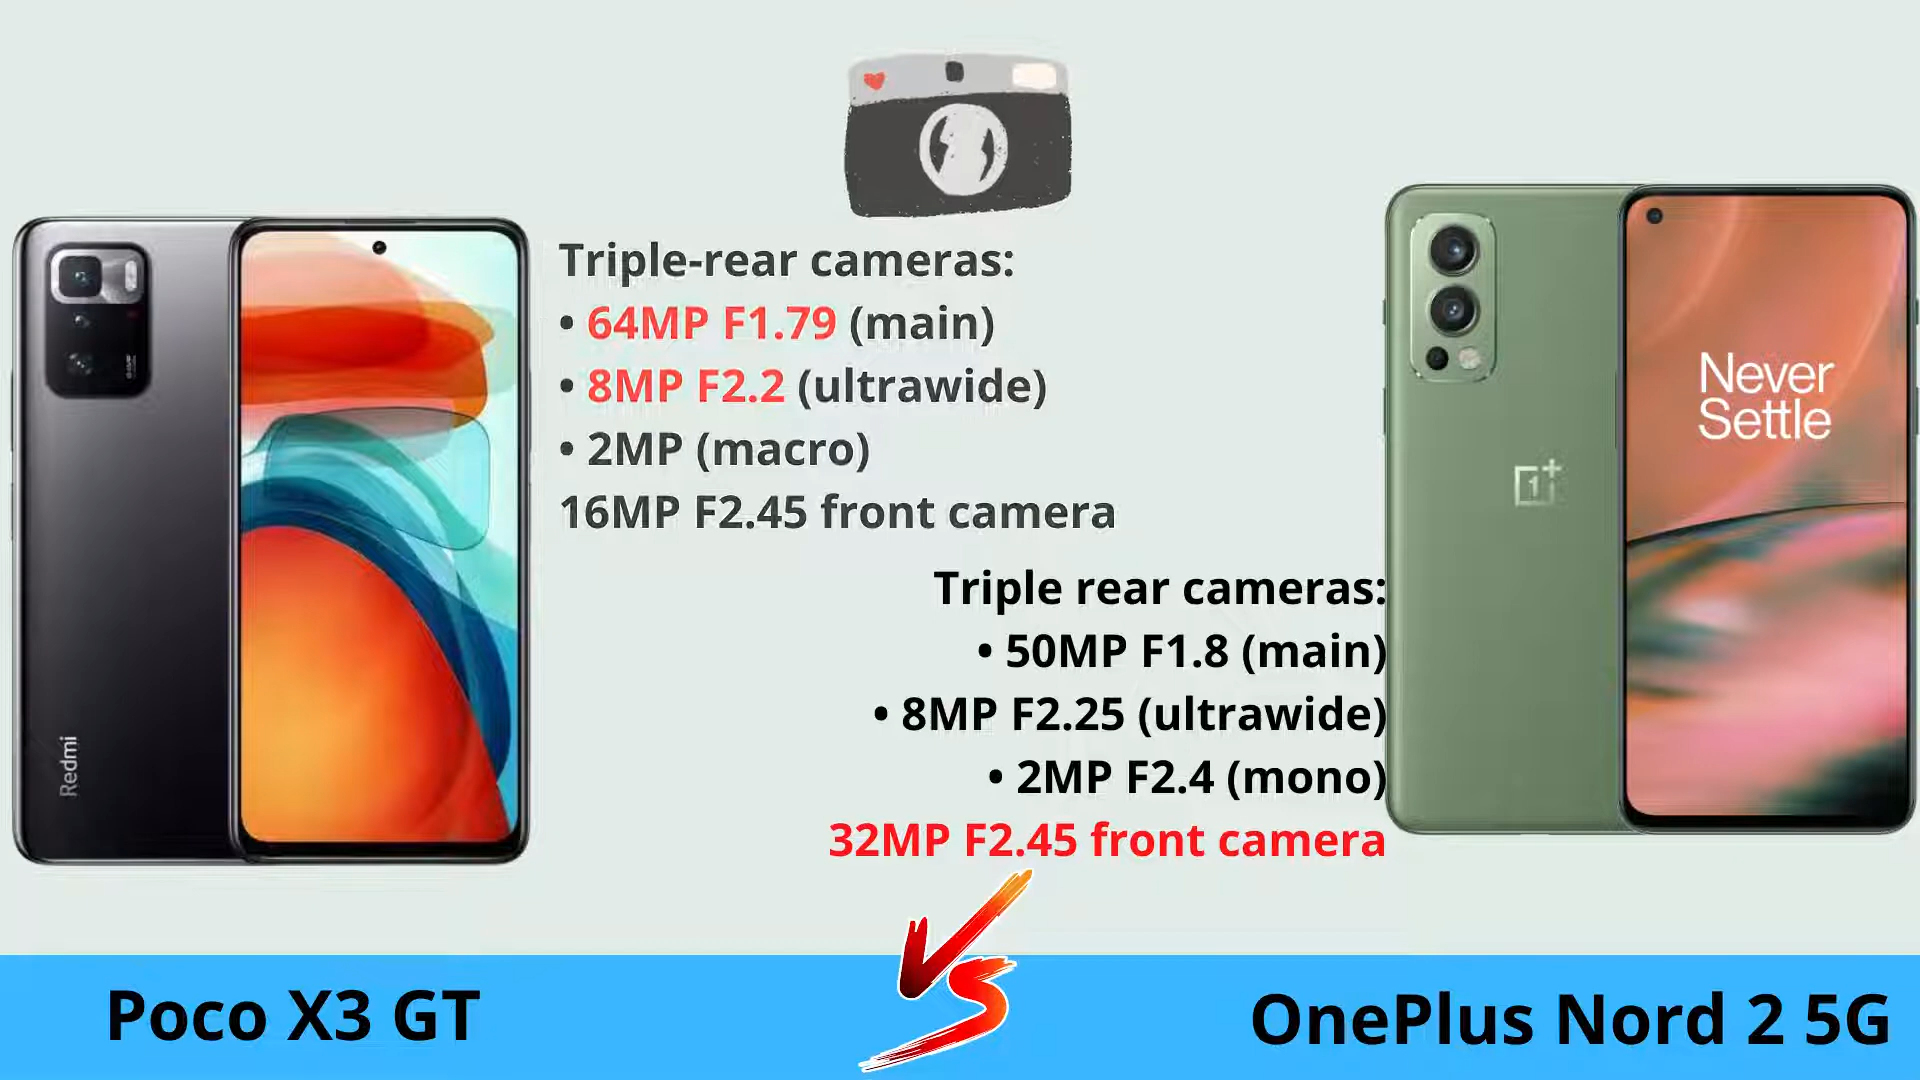 Triple-rear cameras:
• 64MP F1.79 (main)
• 8MP F2.2 (ultrawide)
• 2MP (macro)
16MP F2.45 front camera
Triple rear cameras:
• 50MP F1.8 (main)
• 8MP F2.25 (ultrawide)
• 2MP F2.4 (mono)
32MP F2.45 front camera
Redmi
Never
Settle
1+
VS
Poco X3 GT
OnePlus Nord 2 5G